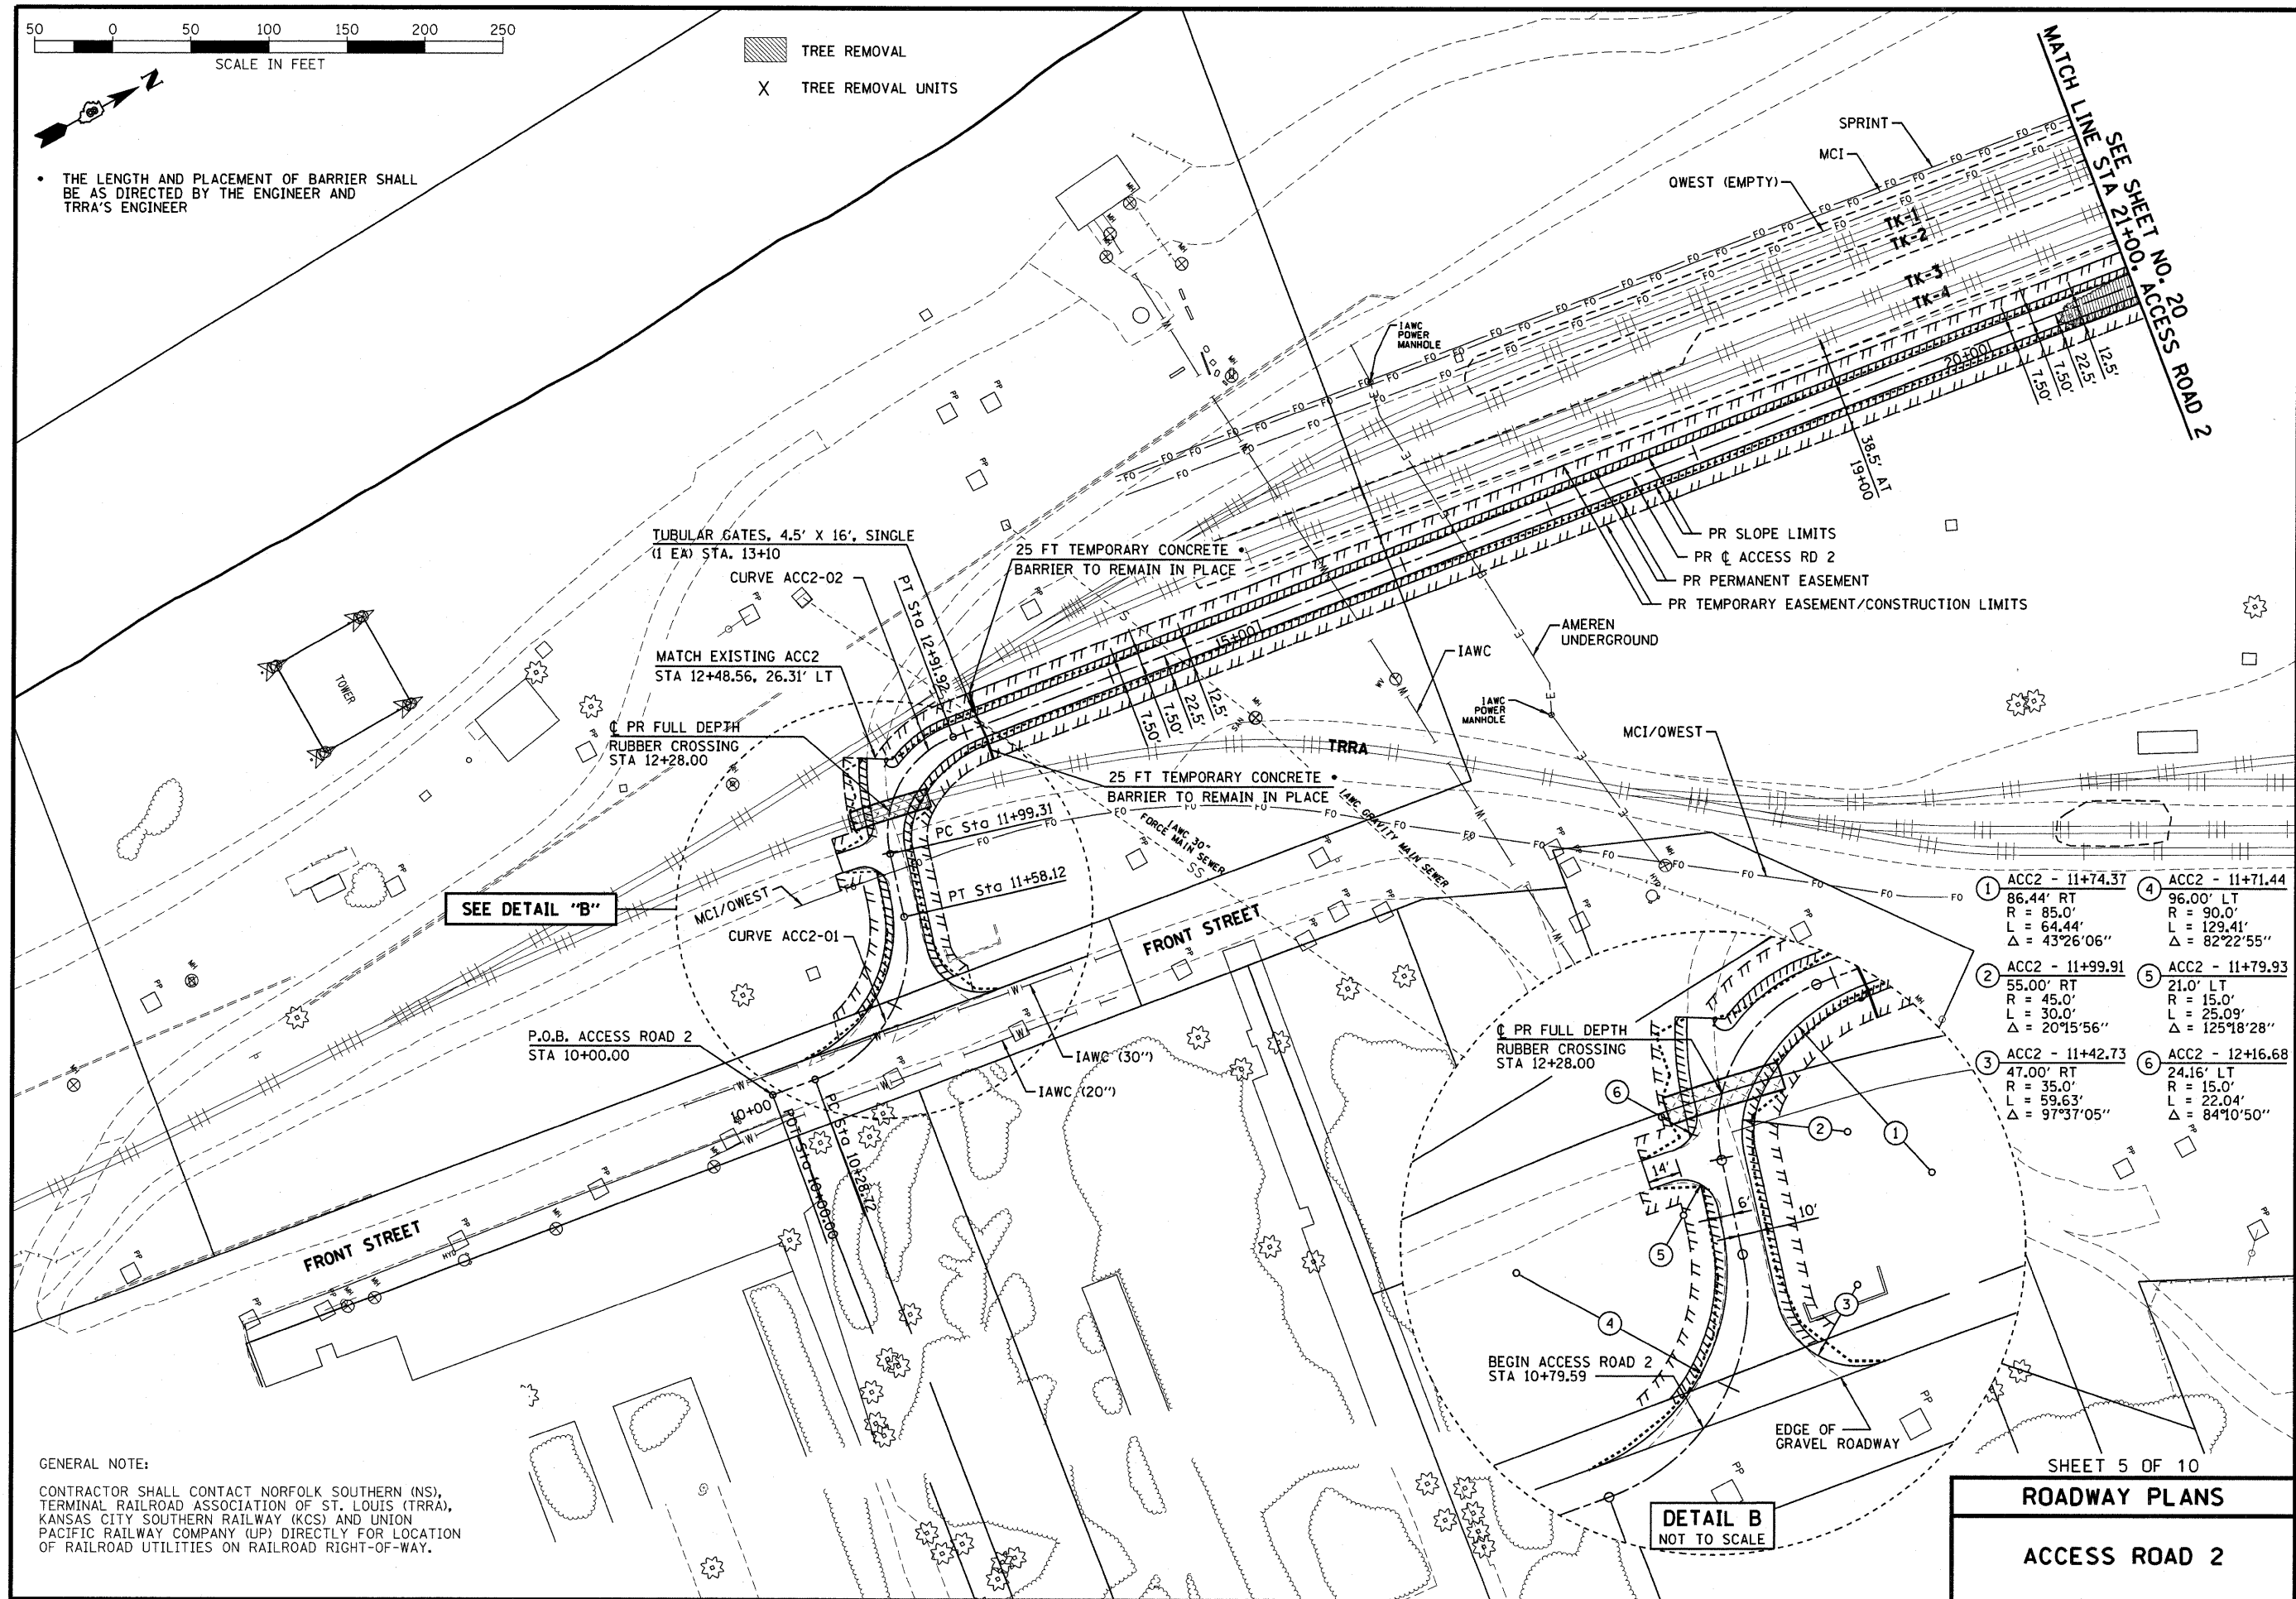 50 0 50 100 150 200 250
SCALE IN FEET
N
TREE REMOVAL
X TREE REMOVAL UNITS
• THE LENGTH AND PLACEMENT OF BARRIER SHALL
BE AS DIRECTED BY THE ENGINEER AND
TRRA'S ENGINEER
MATCH LINE STA 21+00, ACCESS ROAD 2
SEE SHEET NO. 20
SPRINT
MCI
QWEST (EMPTY)
TK-1
TK-2
TK-3
TK-4
IAWC
POWER
MANHOLE
20+00
12.5'
22.5'
7.50'
7.50'
38.5' AT
19+00
PR SLOPE LIMITS
PR ℄ ACCESS RD 2
PR PERMANENT EASEMENT
PR TEMPORARY EASEMENT/CONSTRUCTION LIMITS
TUBULAR GATES, 4.5' X 16', SINGLE
(1 EA) STA. 13+10
CURVE ACC2-02
25 FT TEMPORARY CONCRETE •
BARRIER TO REMAIN IN PLACE
PT Sta 12+91.92
MATCH EXISTING ACC2
STA 12+48.56, 26.31' LT
15+00
12.5'
22.5'
7.50'
7.50'
AMEREN
UNDERGROUND
IAWC
IAWC
POWER
MANHOLE
MCI/QWEST
TOWER
℄ PR FULL DEPTH
RUBBER CROSSING
STA 12+28.00
TRRA
25 FT TEMPORARY CONCRETE •
BARRIER TO REMAIN IN PLACE
PC Sta 11+99.31
IAWC 30"
FORCE MAIN SEWER
IAWC GRAVITY MAIN SEWER
SS
PT Sta 11+58.12
SEE DETAIL "B"
MCI/QWEST
CURVE ACC2-01
FRONT STREET
P.O.B. ACCESS ROAD 2
STA 10+00.00
IAWC (30")
IAWC (20")
10+00
POT Sta 10+00.00
PC Sta 10+28.72
FRONT STREET
1 ACC2 - 11+74.37
86.44' RT
R = 85.0'
L = 64.44'
Δ = 43°26'06"
4 ACC2 - 11+71.44
96.00' LT
R = 90.0'
L = 129.41'
Δ = 82°22'55"
2 ACC2 - 11+99.91
55.00' RT
R = 45.0'
L = 30.0'
Δ = 20°15'56"
5 ACC2 - 11+79.93
21.0' LT
R = 15.0'
L = 25.09'
Δ = 125°18'28"
3 ACC2 - 11+42.73
47.00' RT
R = 35.0'
L = 59.63'
Δ = 97°37'05"
6 ACC2 - 12+16.68
24.16' LT
R = 15.0'
L = 22.04'
Δ = 84°10'50"
℄ PR FULL DEPTH
RUBBER CROSSING
STA 12+28.00
6
2
1
14'
6'
10'
5
3
4
BEGIN ACCESS ROAD 2
STA 10+79.59
EDGE OF
GRAVEL ROADWAY
DETAIL B
NOT TO SCALE
GENERAL NOTE:
CONTRACTOR SHALL CONTACT NORFOLK SOUTHERN (NS),
TERMINAL RAILROAD ASSOCIATION OF ST. LOUIS (TRRA),
KANSAS CITY SOUTHERN RAILWAY (KCS) AND UNION
PACIFIC RAILWAY COMPANY (UP) DIRECTLY FOR LOCATION
OF RAILROAD UTILITIES ON RAILROAD RIGHT-OF-WAY.
SHEET 5 OF 10
ROADWAY PLANS
ACCESS ROAD 2